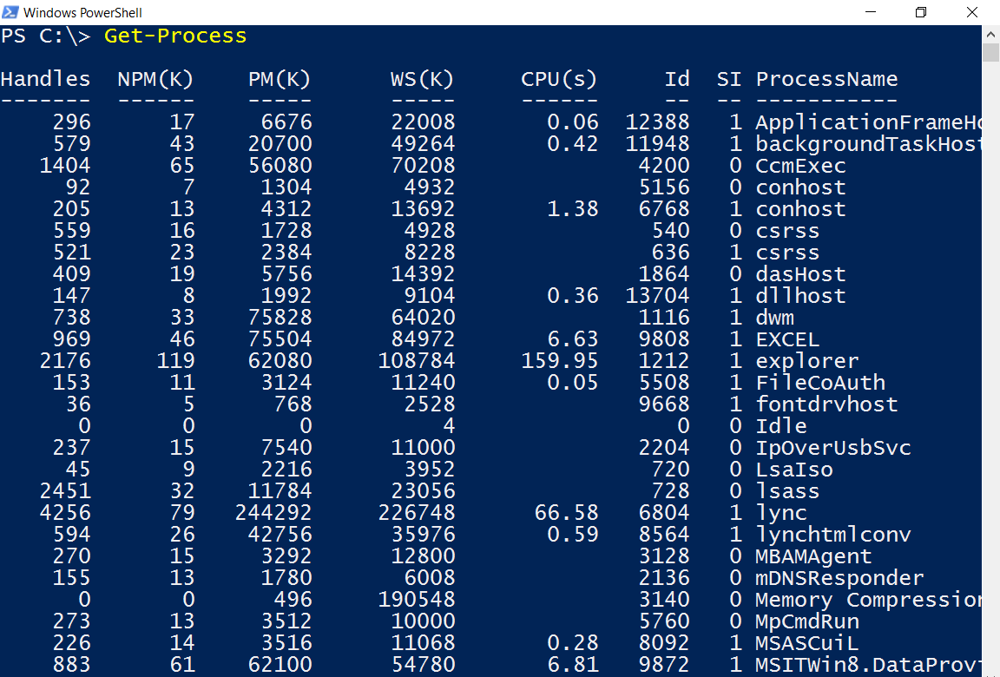 Windows PowerShell
PS C:\> Get-Process
Handles NPM(K) PM(K) WS(K) CPU(s) Id SI ProcessName
------- ------ ----- ----- ------ -- -- -----------
296 17 6676 22008 0.06 12388 1 ApplicationFrameHo
579 43 20700 49264 0.42 11948 1 backgroundTaskHost
1404 65 56080 70208 4200 0 CcmExec
92 7 1304 4932 5156 0 conhost
205 13 4312 13692 1.38 6768 1 conhost
559 16 1728 4928 540 0 csrss
521 23 2384 8228 636 1 csrss
409 19 5756 14392 1864 0 dasHost
147 8 1992 9104 0.36 13704 1 dllhost
738 33 75828 64020 1116 1 dwm
969 46 75504 84972 6.63 9808 1 EXCEL
2176 119 62080 108784 159.95 1212 1 explorer
153 11 3124 11240 0.05 5508 1 FileCoAuth
36 5 768 2528 9668 1 fontdrvhost
0 0 0 4 0 0 Idle
237 15 7540 11000 2204 0 IpOverUsbSvc
45 9 2216 3952 720 0 LsaIso
2451 32 11784 23056 728 0 lsass
4256 79 244292 226748 66.58 6804 1 lync
594 26 42756 35976 0.59 8564 1 lynchtmlconv
270 15 3292 12800 3128 0 MBAMAgent
155 13 1780 6008 2136 0 mDNSResponder
0 0 496 190548 3140 0 Memory Compression
273 13 3512 10000 5760 0 MpCmdRun
226 14 3516 11068 0.28 8092 1 MSASCuiL
883 61 62100 54780 6.81 9872 1 MSITWin8.DataProvi